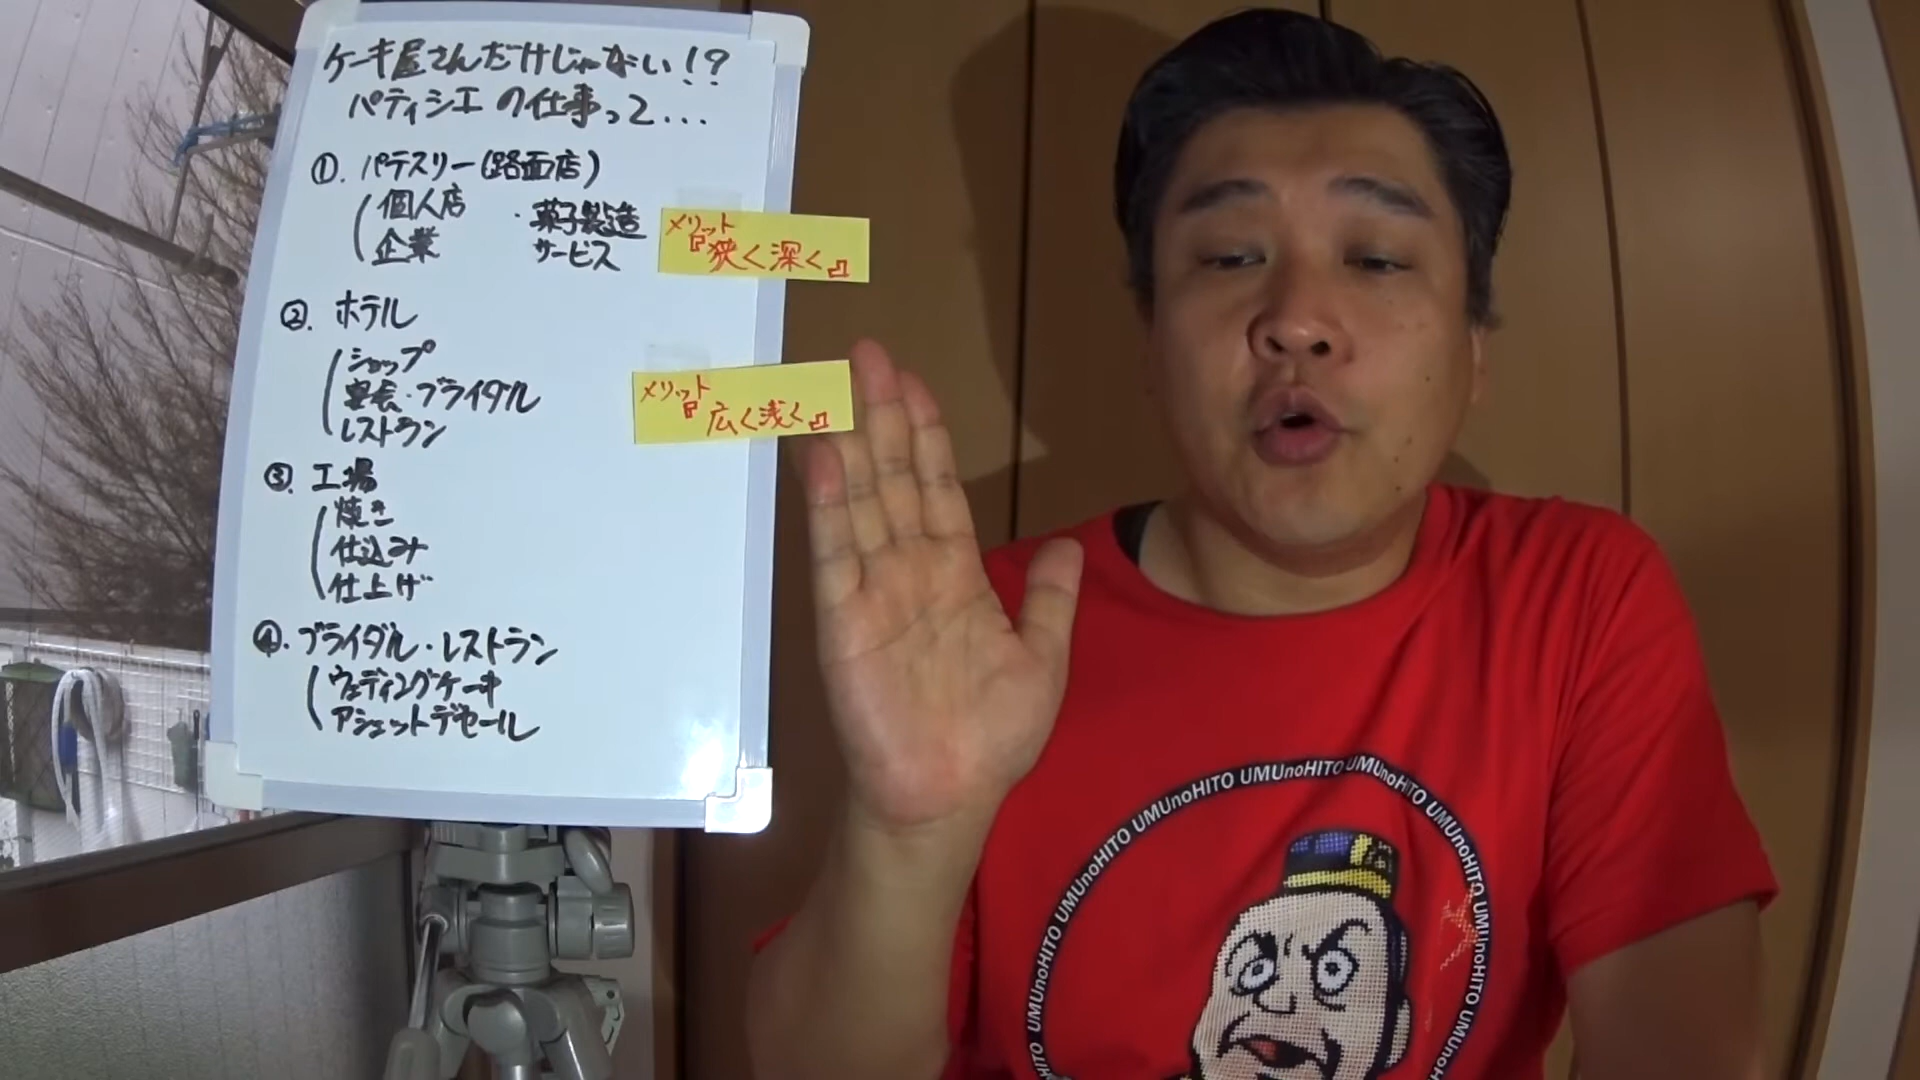 ケーキ屋さんだけじゃない!?
パティシエの仕事って...
①. パテスリー(路面店)
個人店
企業
・菓子製造
サービス
メリット
『狭く深く』
②. ホテル
ショップ
宴会・ブライダル
レストラン
メリット
『広く浅く』
③. 工場
焼き
仕込み
仕上げ
④. ブライダル・レストラン
ウェディングケーキ
アシェットデセール
UMUnoHITO UMUnoHITO UMUnoHITO UMUnoHITO UMUnoHITO UMUnoHITO UMUnoHITO UMUnoHITO